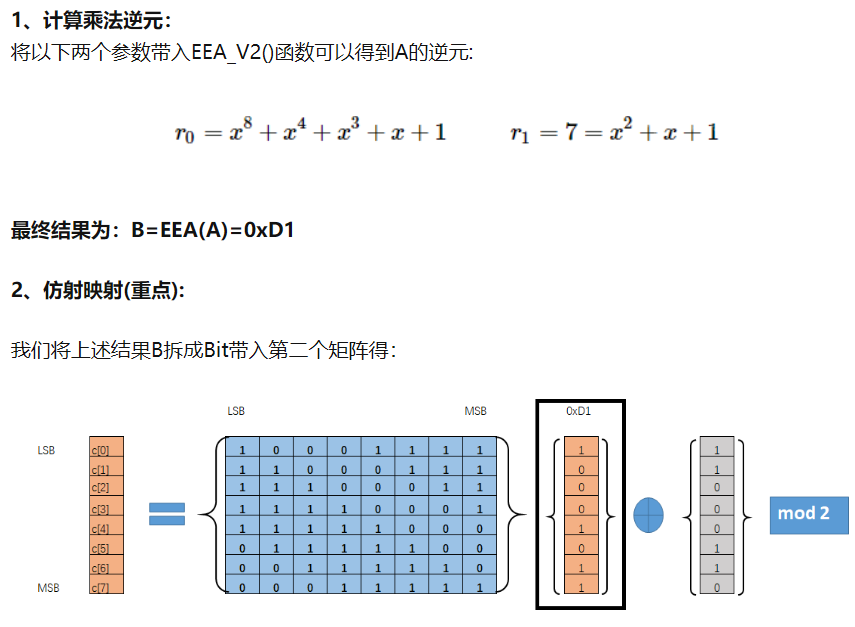 1、计算乘法逆元：
将以下两个参数带入EEA_V2()函数可以得到A的逆元:
r₀ = x⁸ + x⁴ + x³ + x + 1 r₁ = 7 = x² + x + 1
最终结果为：B=EEA(A)=0xD1
2、仿射映射(重点):
我们将上述结果B拆成Bit带入第二个矩阵得：
LSB MSB 0xD1
LSB c[0] 1 0 0 0 1 1 1 1 1 1
c[1] 1 1 0 0 0 1 1 1 0 1
c[2] 1 1 1 0 0 0 1 1 0 0
c[3] 1 1 1 1 0 0 0 1 0 0
c[4] 1 1 1 1 1 0 0 0 1 0 mod 2
c[5] 0 1 1 1 1 1 0 0 0 1
c[6] 0 0 1 1 1 1 1 0 1 1
MSB c[7] 0 0 0 1 1 1 1 1 1 0